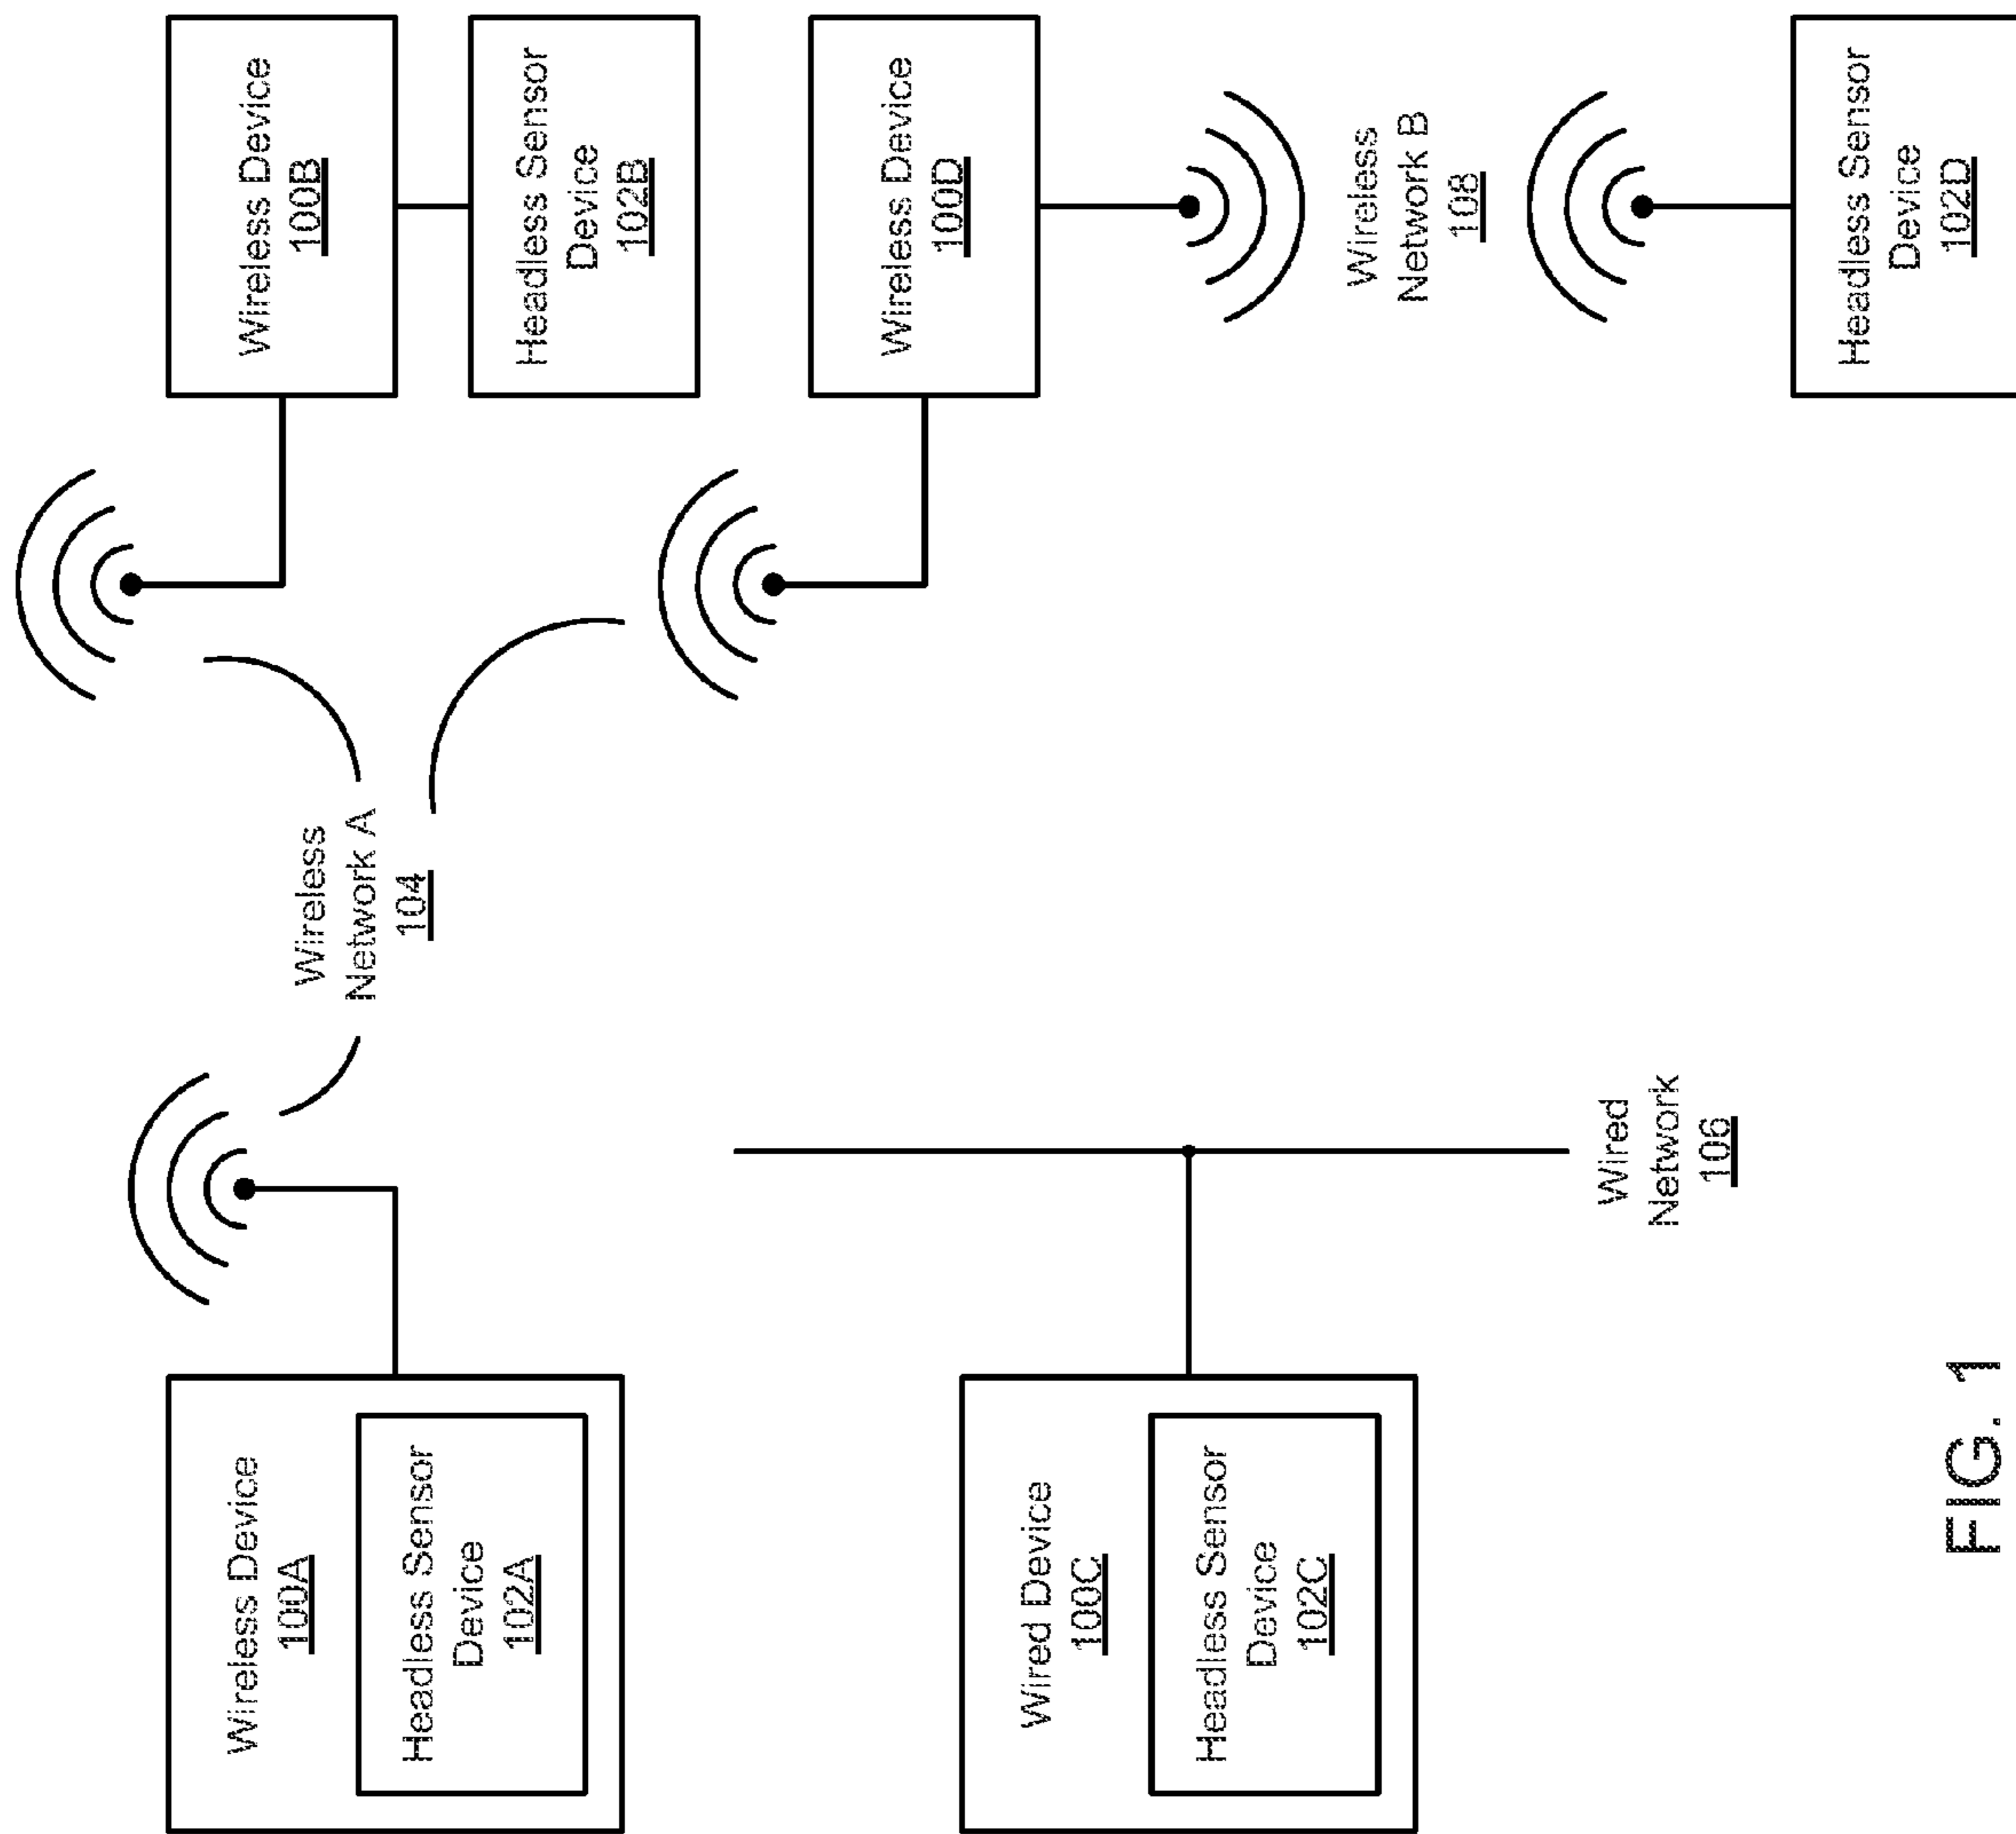 Wireless Device
100A
Headless Sensor
Device
102A
Wireless
Network A
104
Wireless Device
100B
Headless Sensor
Device
102B
Wired Device
100C
Headless Sensor
Device
102C
Wired
Network
106
Wireless Device
100D
Wireless
Network B
108
Headless Sensor
Device
102D
FIG. 1